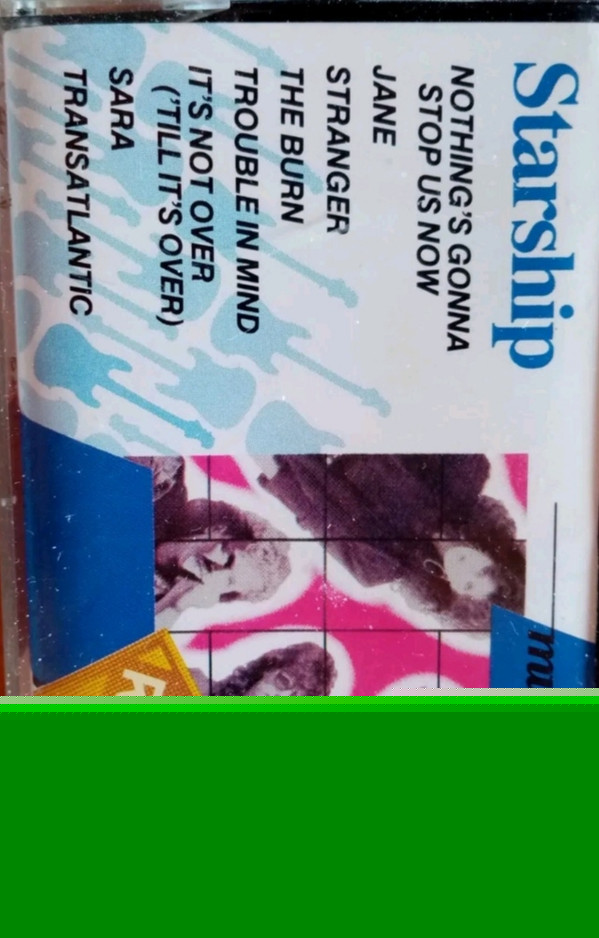 Starship
NOTHING'S GONNA
STOP US NOW
JANE
STRANGER
THE BURN
TROUBLE IN MIND
IT'S NOT OVER
('TILL IT'S OVER)
SARA
TRANSATLANTIC